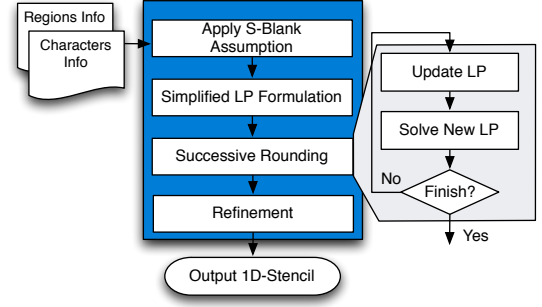 Regions Info
Characters
Info
Apply S-Blank
Assumption
Simplified LP Formulation
Successive Rounding
Refinement
Output 1D-Stencil
Update LP
Solve New LP
No
Finish?
Yes